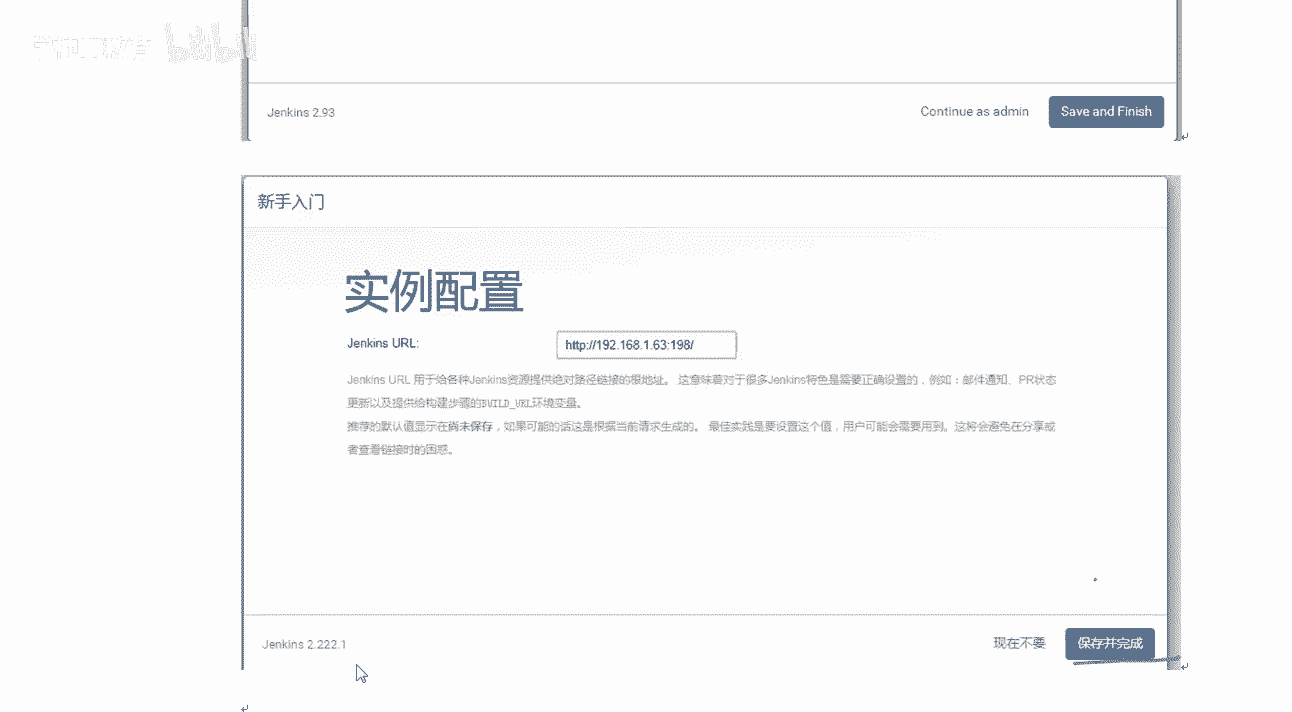 bilibili
Jenkins 2.93
Continue as admin
Save and Finish
新手入门
实例配置
Jenkins URL:
http://192.168.1.63:198/
Jenkins URL 用于给各种Jenkins资源提供绝对路径链接的根地址。 这意味着对于很多Jenkins特色是需要正确设置的，例如：邮件通知、PR状态
更新以及提供给构建步骤的BUILD_URL环境变量。
推荐的默认值显示在尚未保存，如果可能的话这是根据当前请求生成的。 最佳实践是要设置这个值，用户可能会需要用到。这将会避免在分享或
者查看链接时的困惑。
Jenkins 2.222.1
现在不要
保存并完成